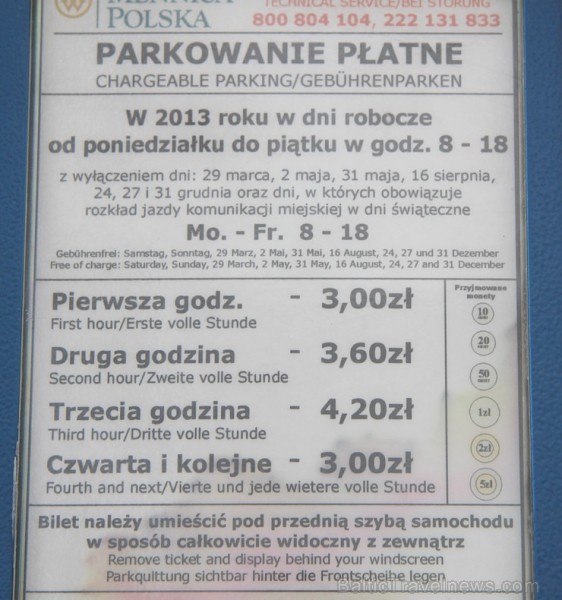 MENNICA
POLSKA
TECHNICAL SERVICE/BEI STÖRUNG
800 804 104, 222 131 833
PARKOWANIE PŁATNE
CHARGEABLE PARKING/GEBÜHRENPARKEN
W 2013 roku w dni robocze
od poniedziałku do piątku w godz. 8 - 18
z wyłączeniem dni: 29 marca, 2 maja, 31 maja, 16 sierpnia,
24, 27 i 31 grudnia oraz dni, w których obowiązuje
rozkład jazdy komunikacji miejskiej w dni świąteczne
Mo. - Fr. 8 - 18
Gebührenfrei: Samstag, Sonntag, 29 Marz, 2 Mai, 31 Mai, 16 August, 24, 27 und 31 Dezember
Free of charge: Saturday, Sunday, 29 March, 2 May, 31 May, 16 August, 24, 27 and 31 December
Pierwsza godz. - 3,00zł
First hour/Erste volle Stunde
Druga godzina - 3,60zł
Second hour/Zweite volle Stunde
Trzecia godzina - 4,20zł
Third hour/Dritte volle Stunde
Czwarta i kolejne - 3,00zł
Fourth and next/Vierte und jede wietere volle Stunde
Przyjmowane
monety
10
20
50
1zł
2zł
5zł
Bilet należy umieścić pod przednią szybą samochodu
w sposób całkowicie widoczny z zewnątrz
Remove ticket and display behind your windscreen
Parkquittung sichtbar hinter die Frontscheibe legen
BalticTravelnews.com